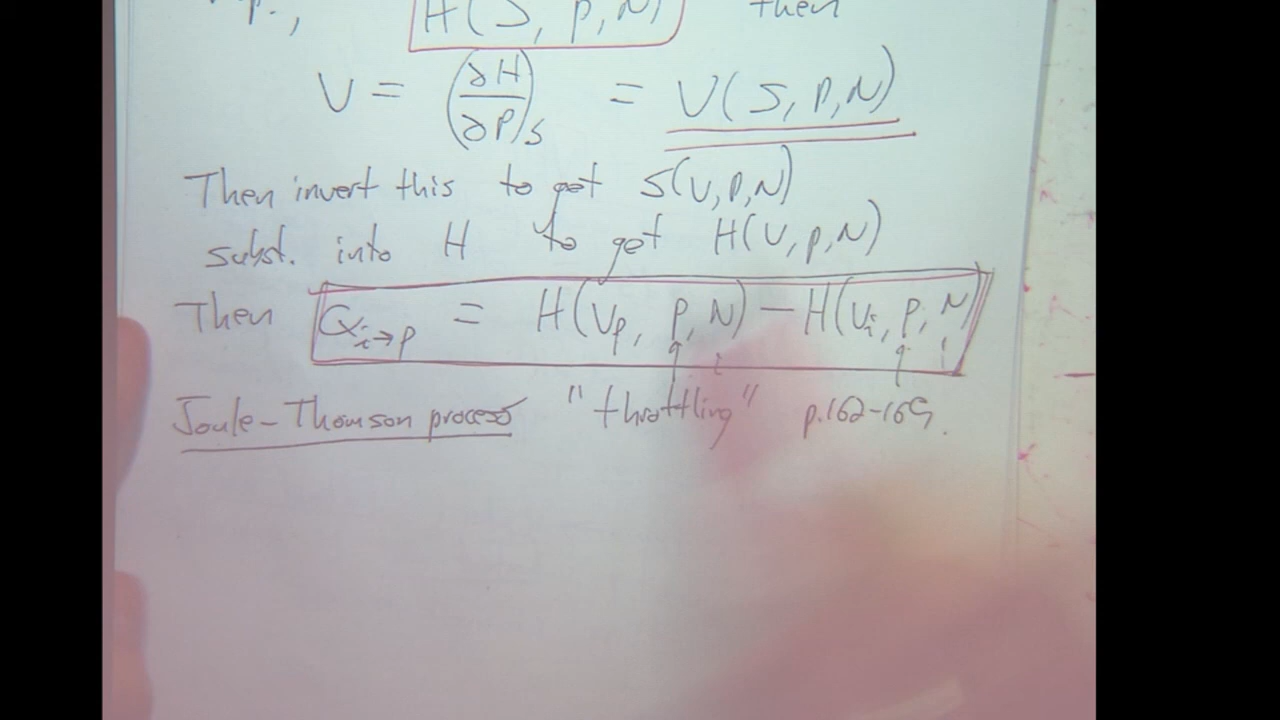 H(S, P, N) then
V = (∂H/∂P)_S = V(S, P, N)
Then invert this to get S(V, P, N)
subst. into H to get H(V, P, N)
Then Q_{i→f} = H(V_f, P, N) − H(V_i, P, N)
Joule-Thomson process "throttling" p.162-165.